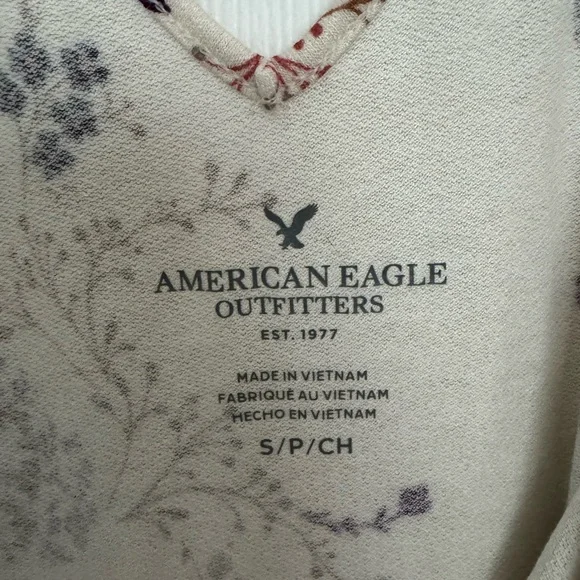 AMERICAN EAGLE
OUTFITTERS
EST. 1977
MADE IN VIETNAM
FABRIQUÉ AU VIETNAM
HECHO EN VIETNAM
S/P/CH